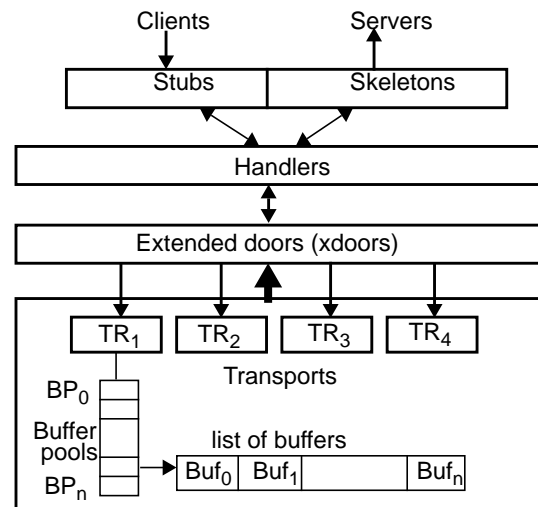 Clients Servers
Stubs Skeletons
Handlers
Extended doors (xdoors)
TR1 TR2 TR3 TR4
Transports
BP0
Buffer
pools
BPn
list of buffers
Buf0 Buf1 Bufn